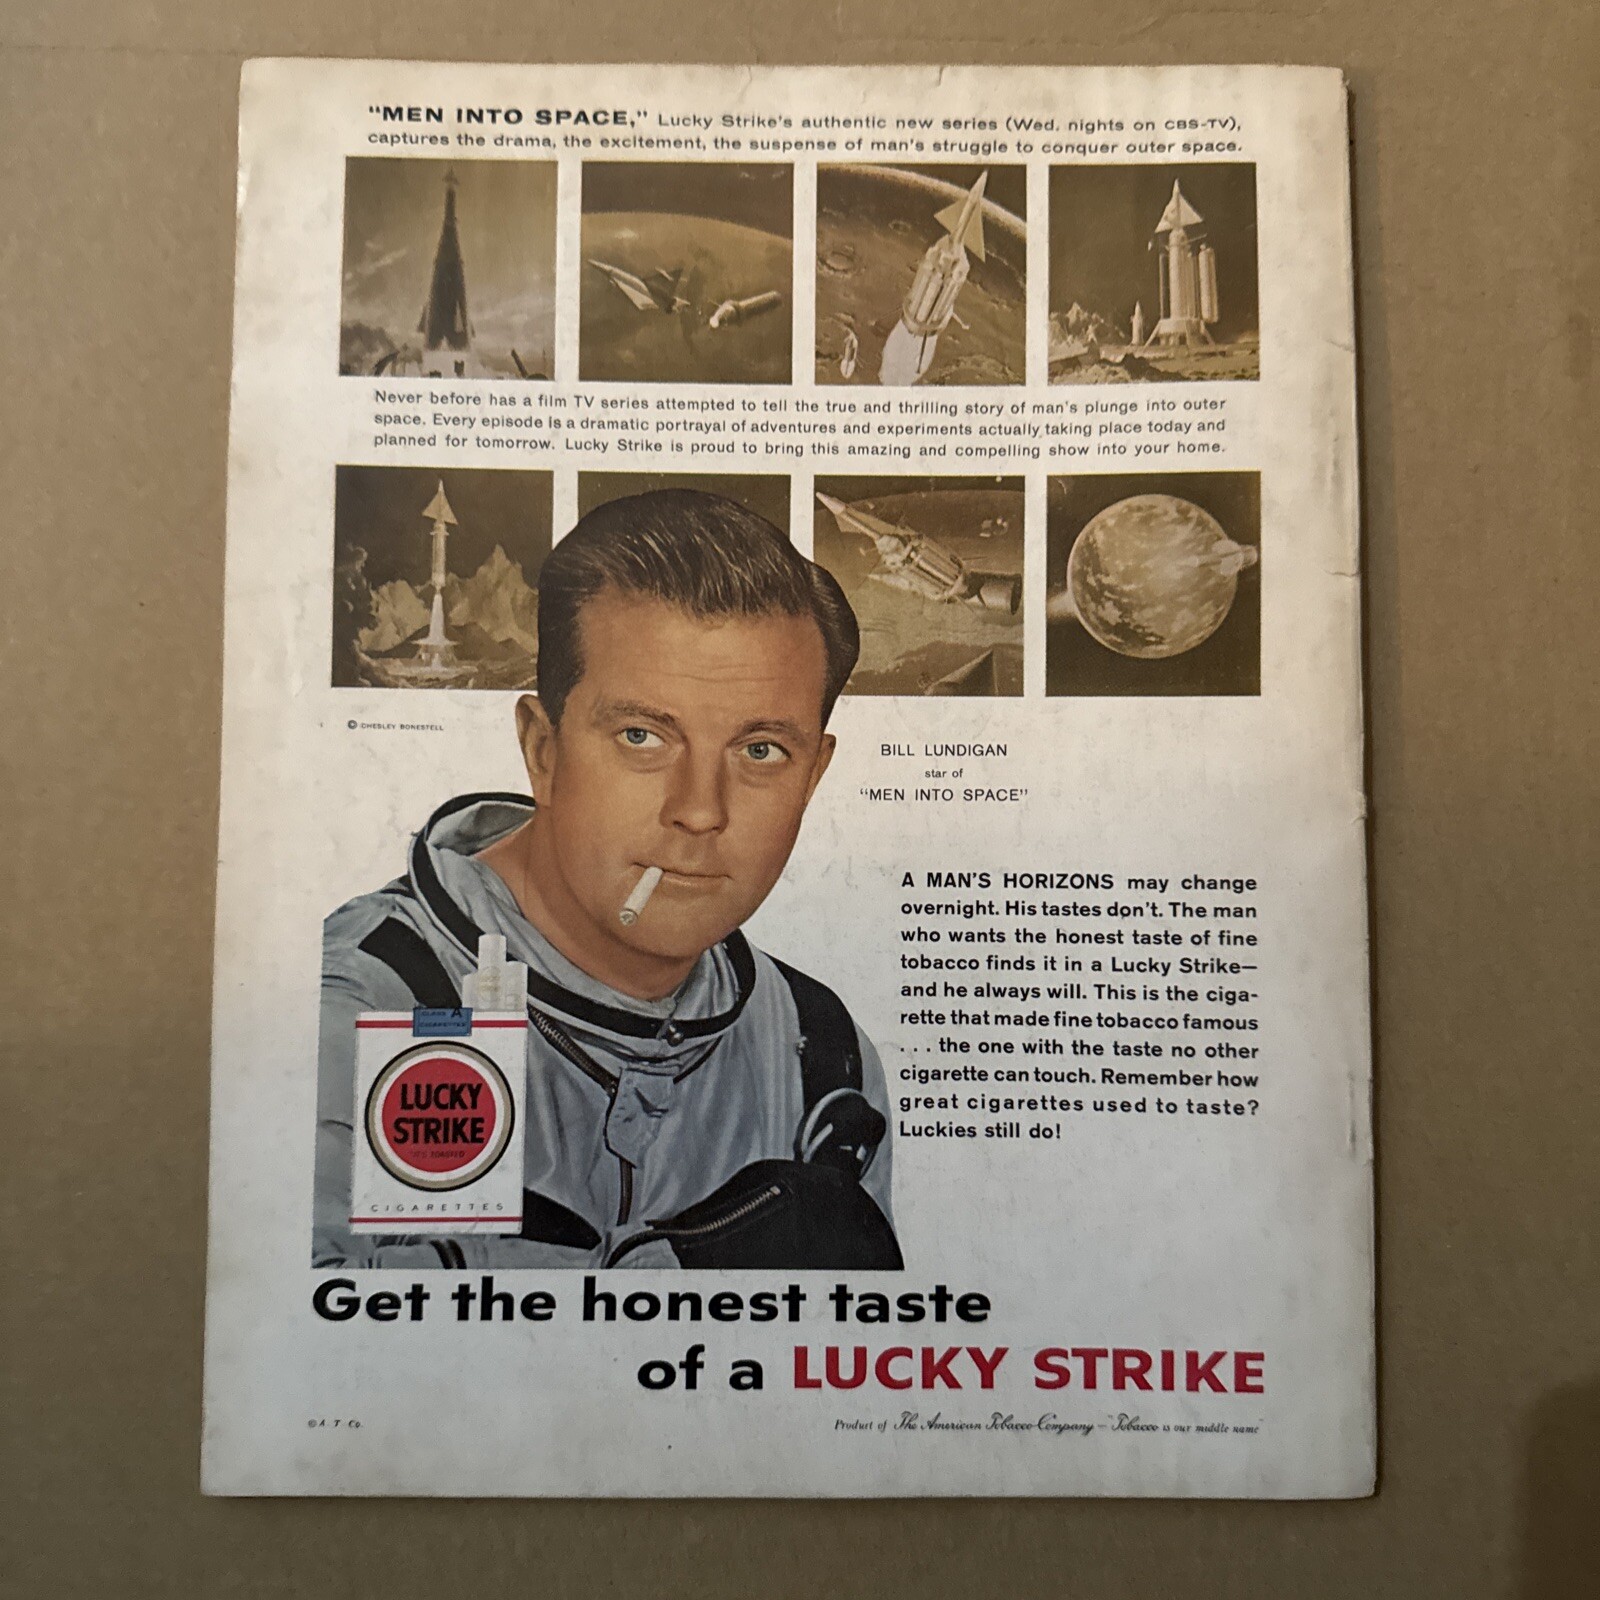 "MEN INTO SPACE," Lucky Strike's authentic new series (Wed. nights on CBS-TV),
captures the drama, the excitement, the suspense of man's struggle to conquer outer space.
Never before has a film TV series attempted to tell the true and thrilling story of man's plunge into outer
space. Every episode is a dramatic portrayal of adventures and experiments actually taking place today and
planned for tomorrow. Lucky Strike is proud to bring this amazing and compelling show into your home.
© CHESLEY BONESTELL
BILL LUNDIGAN
star of
"MEN INTO SPACE"
A MAN'S HORIZONS may change
overnight. His tastes don't. The man
who wants the honest taste of fine
tobacco finds it in a Lucky Strike—
and he always will. This is the ciga-
rette that made fine tobacco famous
. . . the one with the taste no other
cigarette can touch. Remember how
great cigarettes used to taste?
Luckies still do!
CLASS A
CIGARETTES
LUCKY
STRIKE
"IT'S TOASTED"
CIGARETTES
Get the honest taste
of a LUCKY STRIKE
© A. T. Co.
Product of The American Tobacco Company — "Tobacco is our middle name"